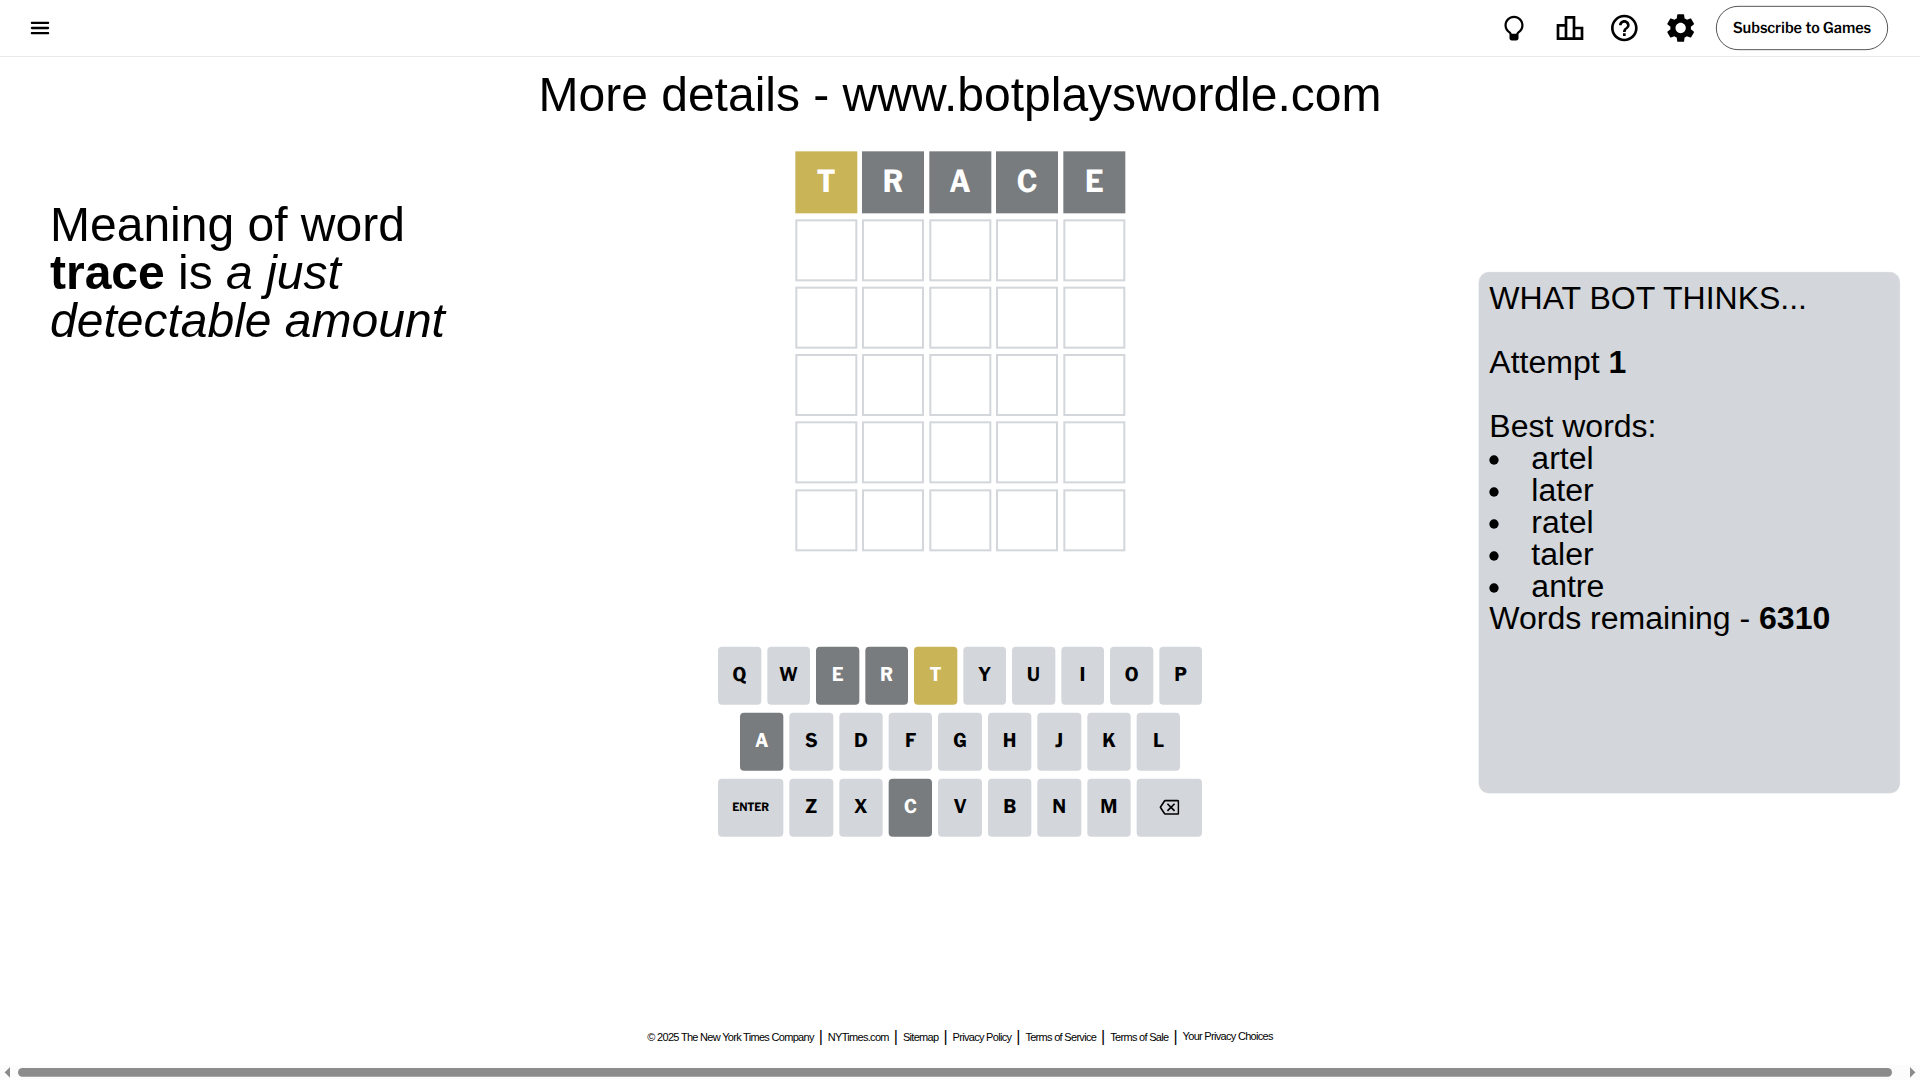 Subscribe to Games
More details - www.botplayswordle.com
Meaning of word
trace is a just
detectable amount
T R A C E
WHAT BOT THINKS...
Attempt 1
Best words:
• artel
• later
• ratel
• taler
• antre
Words remaining - 6310
Q W E R T Y U I O P
A S D F G H J K L
ENTER Z X C V B N M
© 2025 The New York Times Company | NYTimes.com | Sitemap | Privacy Policy | Terms of Service | Terms of Sale | Your Privacy Choices